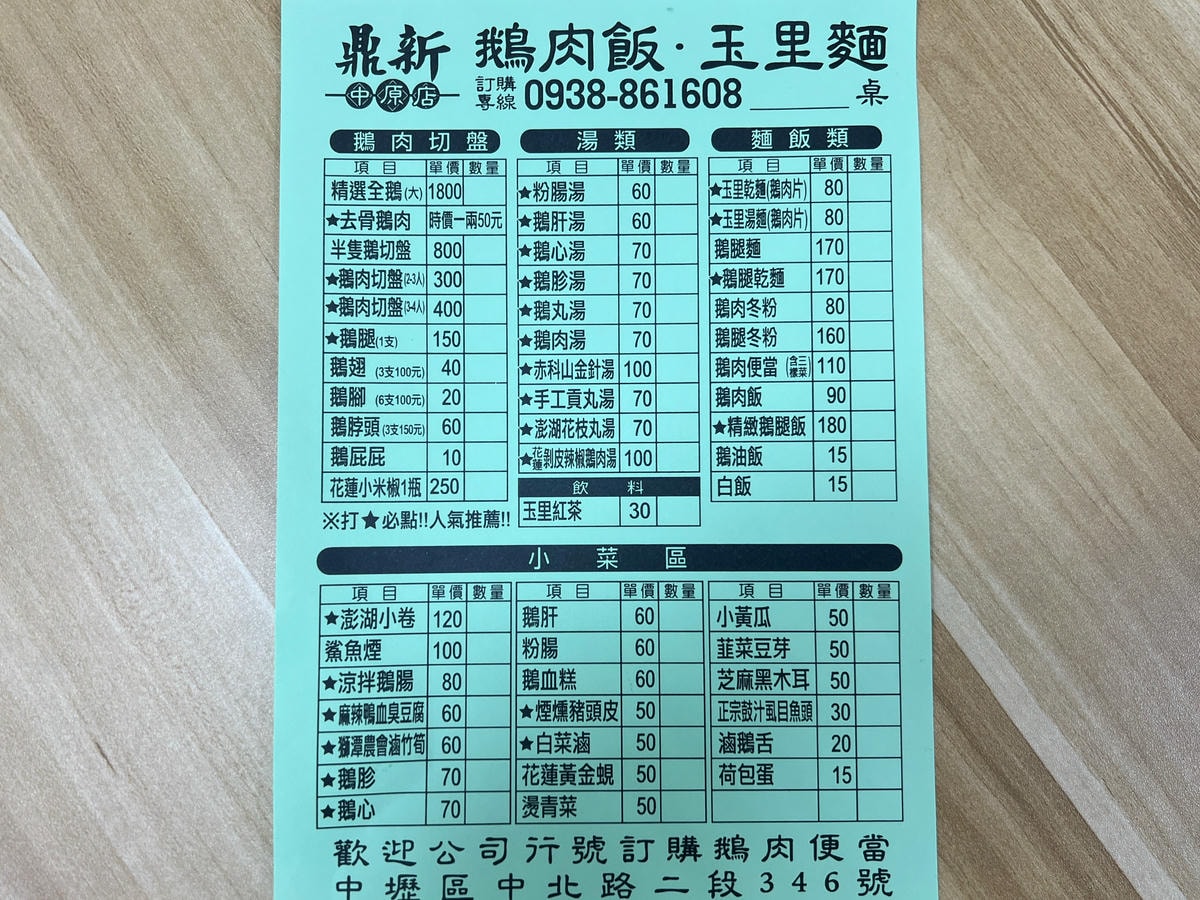 鼎新 鵝肉飯·玉里麵
中原店 訂購專線 0938-861608 ______桌
鵝肉切盤
項目 單價 數量
精選全鵝(大) 1800
★去骨鵝肉 時價一兩50元
半隻鵝切盤 800
★鵝肉切盤(2-3人) 300
★鵝肉切盤(3-4人) 400
★鵝腿(1支) 150
鵝翅 (3支100元) 40
鵝腳 (6支100元) 20
鵝脖頭(3支150元) 60
鵝屁屁 10
花蓮小米椒1瓶 250
※打★必點!!人氣推薦!!
湯類
項目 單價 數量
★粉腸湯 60
★鵝肝湯 60
★鵝心湯 70
★鵝胗湯 70
★鵝丸湯 70
★鵝肉湯 70
★赤科山金針湯 100
★手工貢丸湯 70
★澎湖花枝丸湯 70
★花蓮剝皮辣椒鵝肉湯 100
飲料
玉里紅茶 30
麵飯類
項目 單價 數量
★玉里乾麵(鵝肉片) 80
★玉里湯麵(鵝肉片) 80
鵝腿麵 170
★鵝腿乾麵 170
鵝肉冬粉 80
鵝腿冬粉 160
鵝肉便當(含三樣菜) 110
鵝肉飯 90
★精緻鵝腿飯 180
鵝油飯 15
白飯 15
小菜區
項目 單價 數量
★澎湖小卷 120
鯊魚煙 100
★涼拌鵝腸 80
★麻辣鴨血臭豆腐 60
★獅潭農會滷竹筍 60
★鵝胗 70
★鵝心 70
項目 單價 數量
鵝肝 60
粉腸 60
鵝血糕 60
★煙燻豬頭皮 50
★白菜滷 50
花蓮黃金蜆 50
燙青菜 50
項目 單價 數量
小黃瓜 50
韮菜豆芽 50
芝麻黑木耳 50
正宗豉汁虱目魚頭 30
滷鵝舌 20
荷包蛋 15
歡迎公司行號訂購鵝肉便當
中壢區中北路二段346號